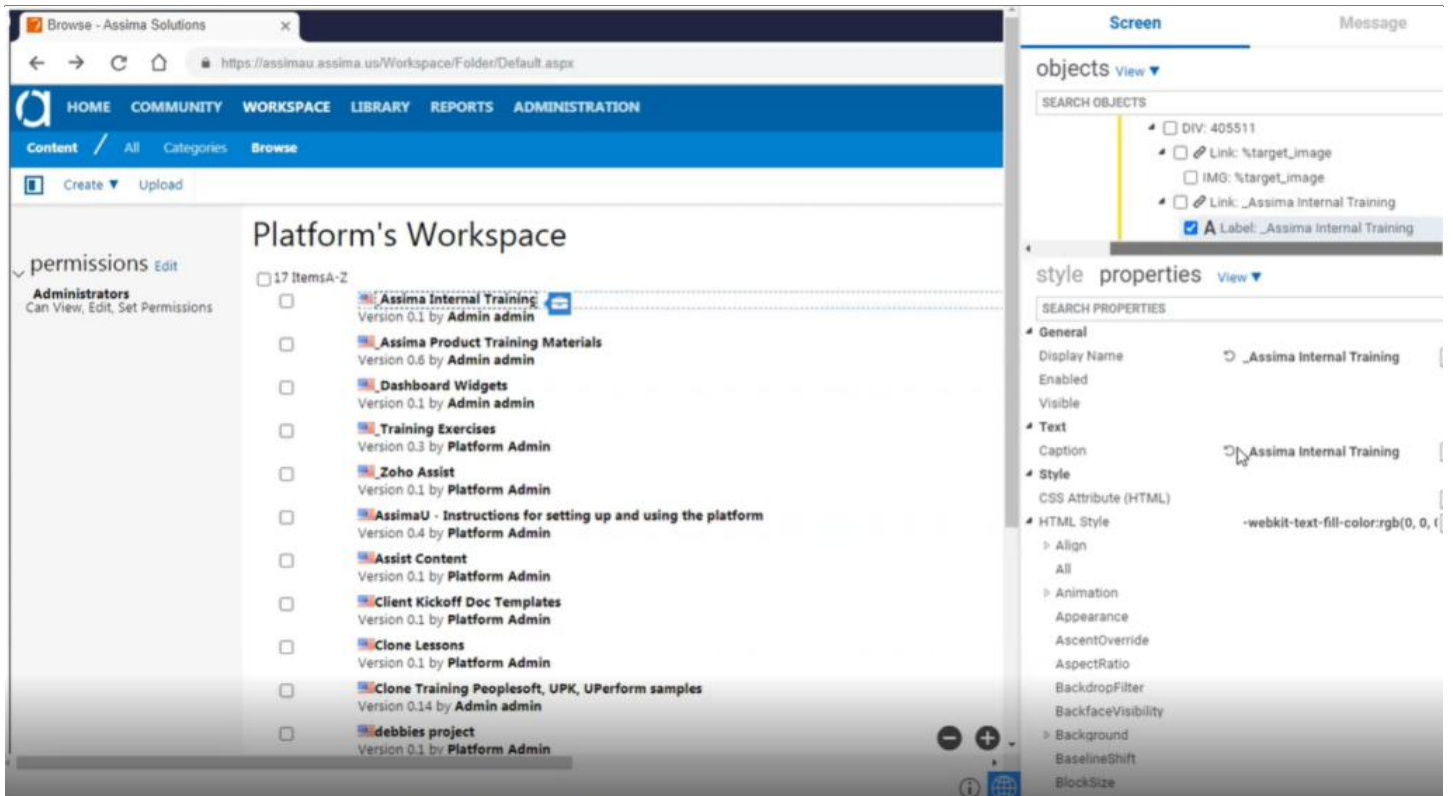 Browse - Assima Solutions
https://assimau.assima.us/Workspace/Folder/Default.aspx
HOME COMMUNITY WORKSPACE LIBRARY REPORTS ADMINISTRATION
Content / All Categories Browse
Create ▼ Upload
permissions Edit
Administrators
Can View, Edit, Set Permissions
Platform's Workspace
17 ItemsA-Z
_Assima Internal Training
Version 0.1 by Admin admin
_Assima Product Training Materials
Version 0.6 by Admin admin
_Dashboard Widgets
Version 0.1 by Admin admin
_Training Exercises
Version 0.3 by Platform Admin
_Zoho Assist
Version 0.1 by Platform Admin
AssimaU - Instructions for setting up and using the platform
Version 0.4 by Platform Admin
Assist Content
Version 0.1 by Platform Admin
Client Kickoff Doc Templates
Version 0.1 by Platform Admin
Clone Lessons
Version 0.1 by Platform Admin
Clone Training Peoplesoft, UPK, UPerform samples
Version 0.14 by Admin admin
debbies project
Version 0.1 by Platform Admin
Screen Message
objects View ▼
SEARCH OBJECTS
DIV: 405511
Link: %target_image
IMG: %target_image
Link: _Assima Internal Training
A Label: _Assima Internal Training
style properties View ▼
SEARCH PROPERTIES
General
Display Name _Assima Internal Training
Enabled
Visible
Text
Caption _Assima Internal Training
Style
CSS Attribute (HTML)
HTML Style -webkit-text-fill-color:rgb(0, 0, (
Align
All
Animation
Appearance
AscentOverride
AspectRatio
BackdropFilter
BackfaceVisibility
Background
BaselineShift
BlockSize